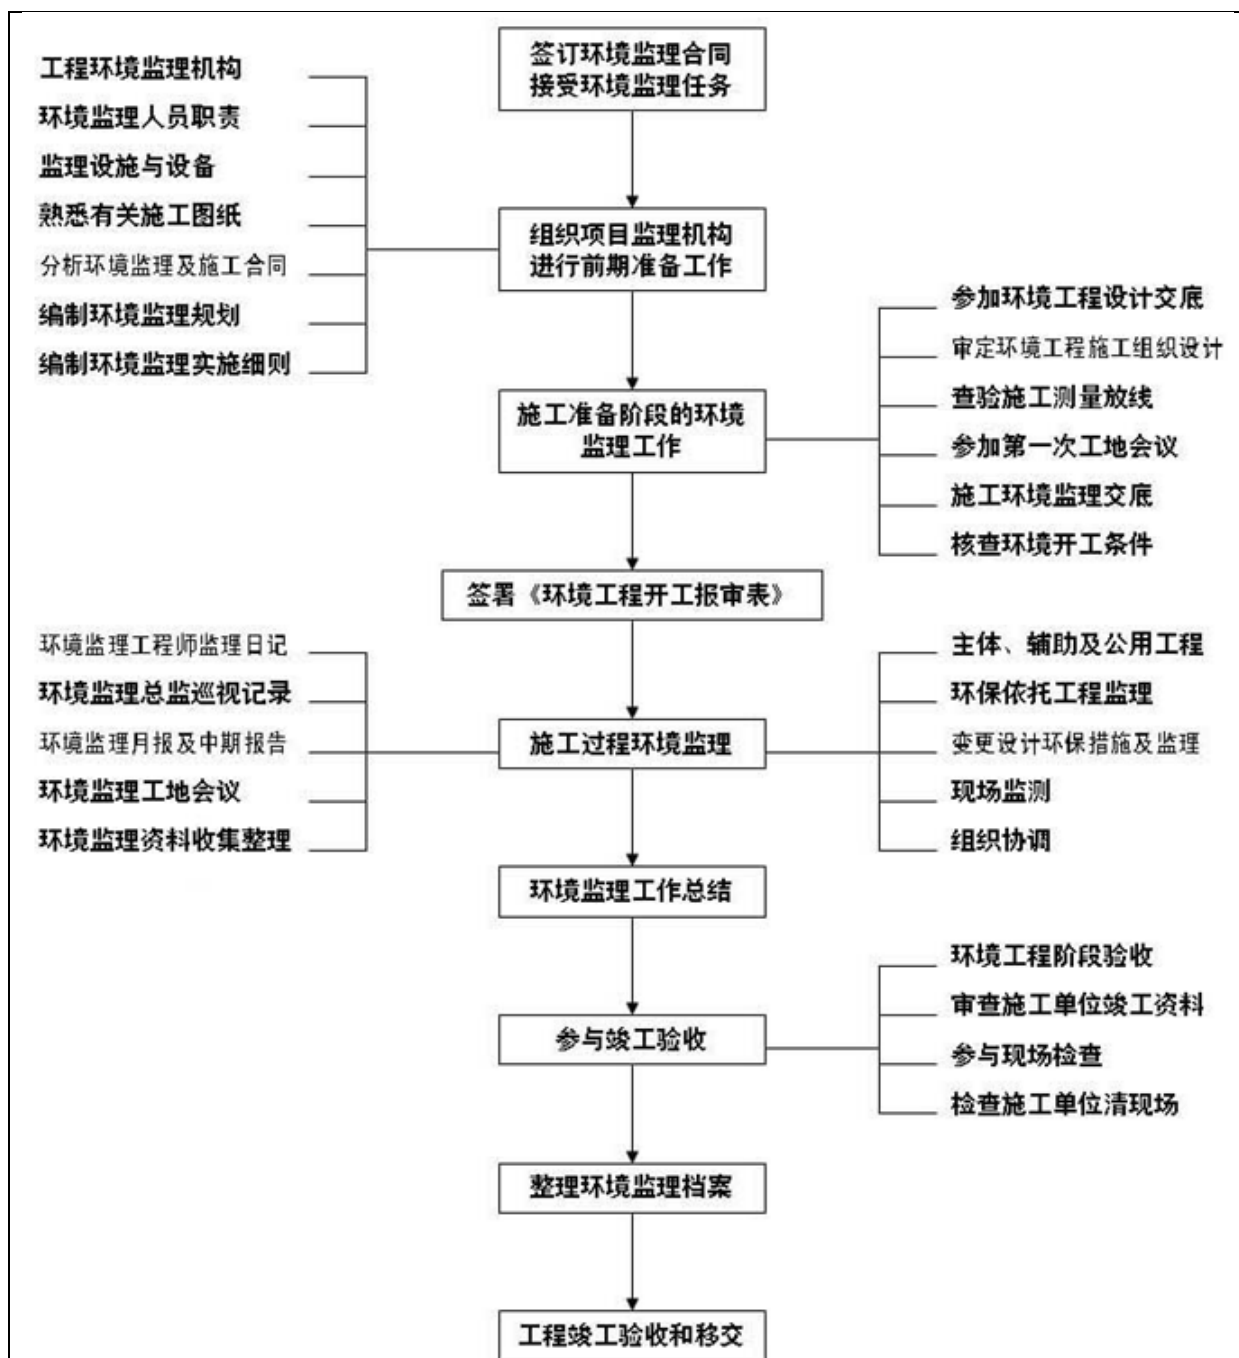 签订环境监理合同
接受环境监理任务
工程环境监理机构
环境监理人员职责
监理设施与设备
熟悉有关施工图纸
分析环境监理及施工合同
编制环境监理规划
编制环境监理实施细则
组织项目监理机构
进行前期准备工作
参加环境工程设计交底
审定环境工程施工组织设计
查验施工测量放线
参加第一次工地会议
施工环境监理交底
核查环境开工条件
施工准备阶段的环境
监理工作
签署《环境工程开工报审表》
环境监理工程师监理日记
环境监理总监巡视记录
环境监理月报及中期报告
环境监理工地会议
环境监理资料收集整理
施工过程环境监理
主体、辅助及公用工程
环保依托工程监理
变更设计环保措施及监理
现场监测
组织协调
环境监理工作总结
参与竣工验收
环境工程阶段验收
审查施工单位竣工资料
参与现场检查
检查施工单位清现场
整理环境监理档案
工程竣工验收和移交